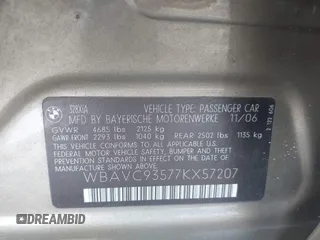 328XiA
VEHICLE TYPE: PASSENGER CAR
MFD BY BAYERISCHE MOTORENWERKE 11/06
GVWR 4685 lbs 2125 kg
GAWR FRONT 2293 lbs 1040 kg REAR 2502 lbs 1135 kg
THIS VEHICLE CONFORMS TO ALL APPLICABLE
FEDERAL MOTOR VEHICLE SAFETY, BUMPER,
AND THEFT PREVENTION STANDARDS IN EFFECT
ON THE DATE OF MANUFACTURE SHOWN ABOVE.
WBAVC93577KX57207
DEALERSHIP.CC